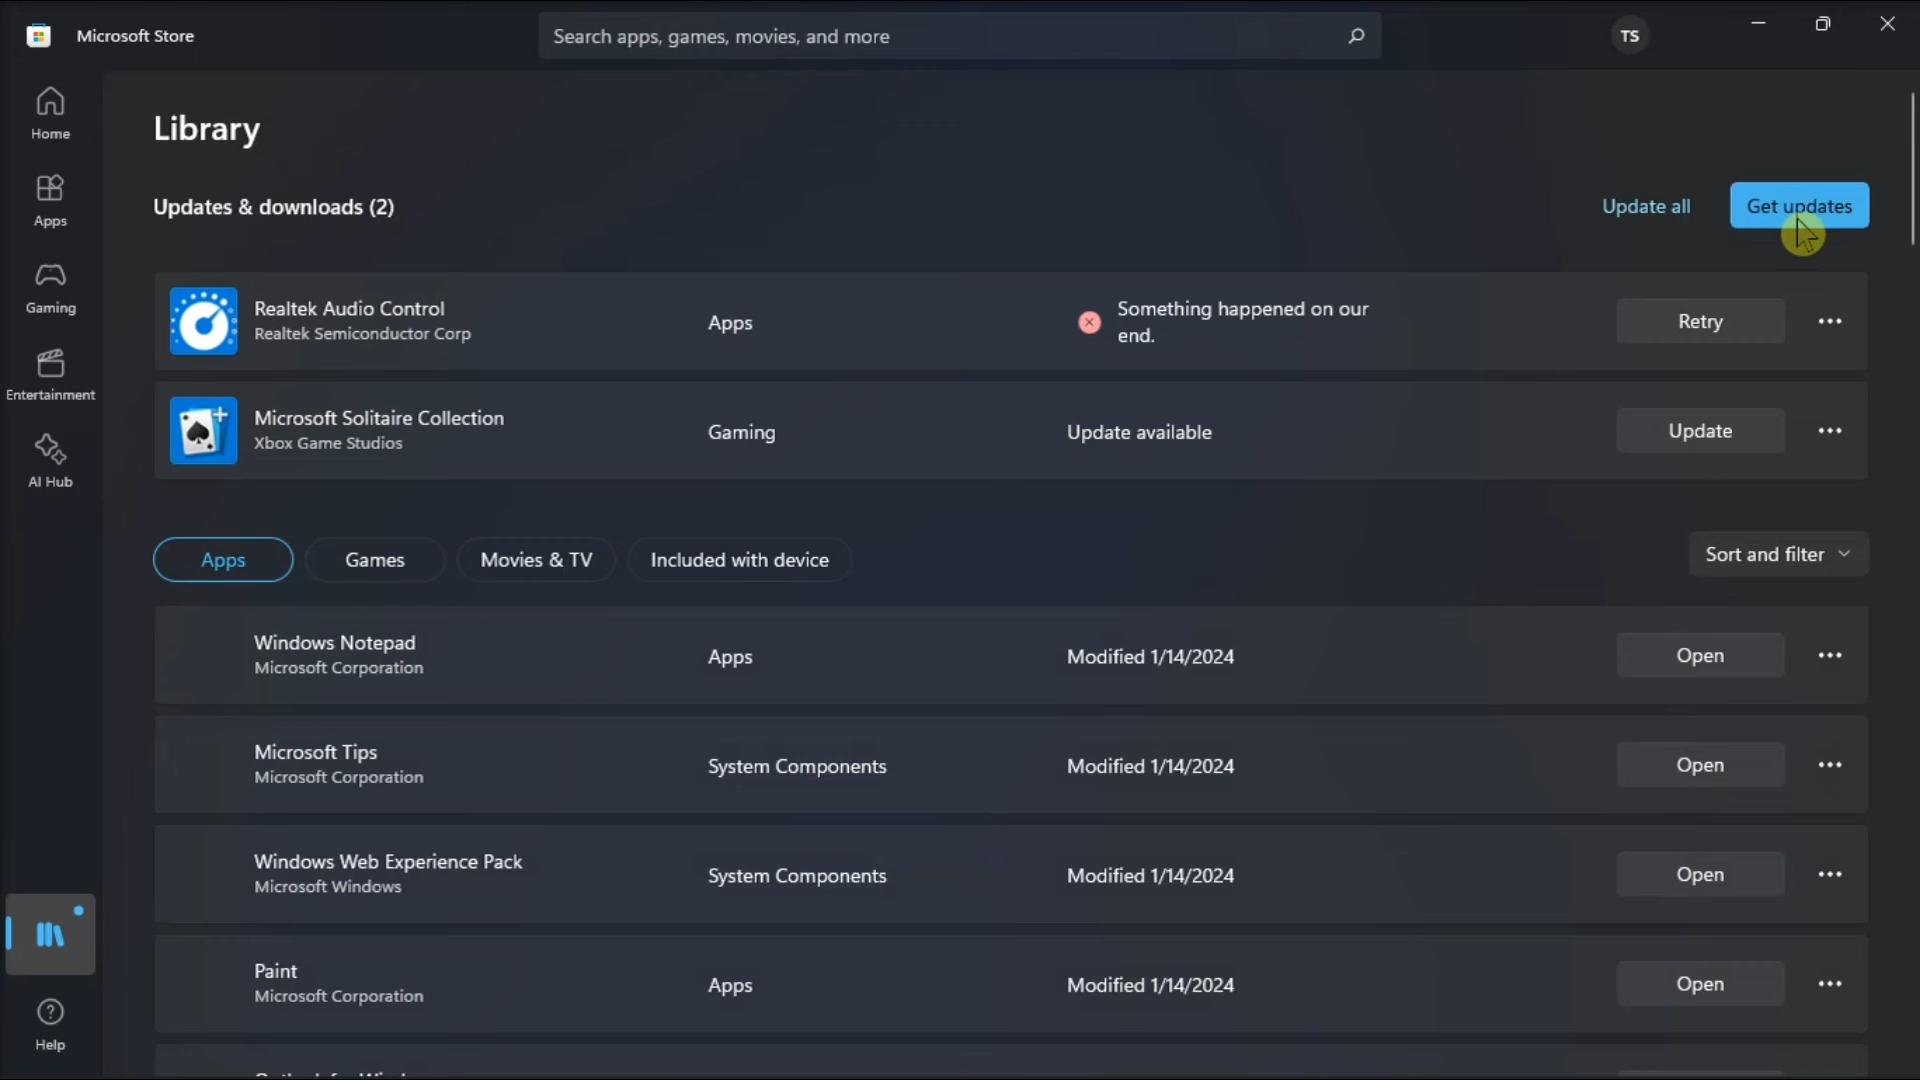 Microsoft Store
Search apps, games, movies, and more
TS
Home
Apps
Gaming
Entertainment
AI Hub
Help
Library
Updates & downloads (2)
Update all
Get updates
Realtek Audio Control
Realtek Semiconductor Corp
Apps
Something happened on our
end.
Retry
Microsoft Solitaire Collection
Xbox Game Studios
Gaming
Update available
Update
Apps
Games
Movies & TV
Included with device
Sort and filter
Windows Notepad
Microsoft Corporation
Apps
Modified 1/14/2024
Open
Microsoft Tips
Microsoft Corporation
System Components
Modified 1/14/2024
Open
Windows Web Experience Pack
Microsoft Windows
System Components
Modified 1/14/2024
Open
Paint
Microsoft Corporation
Apps
Modified 1/14/2024
Open